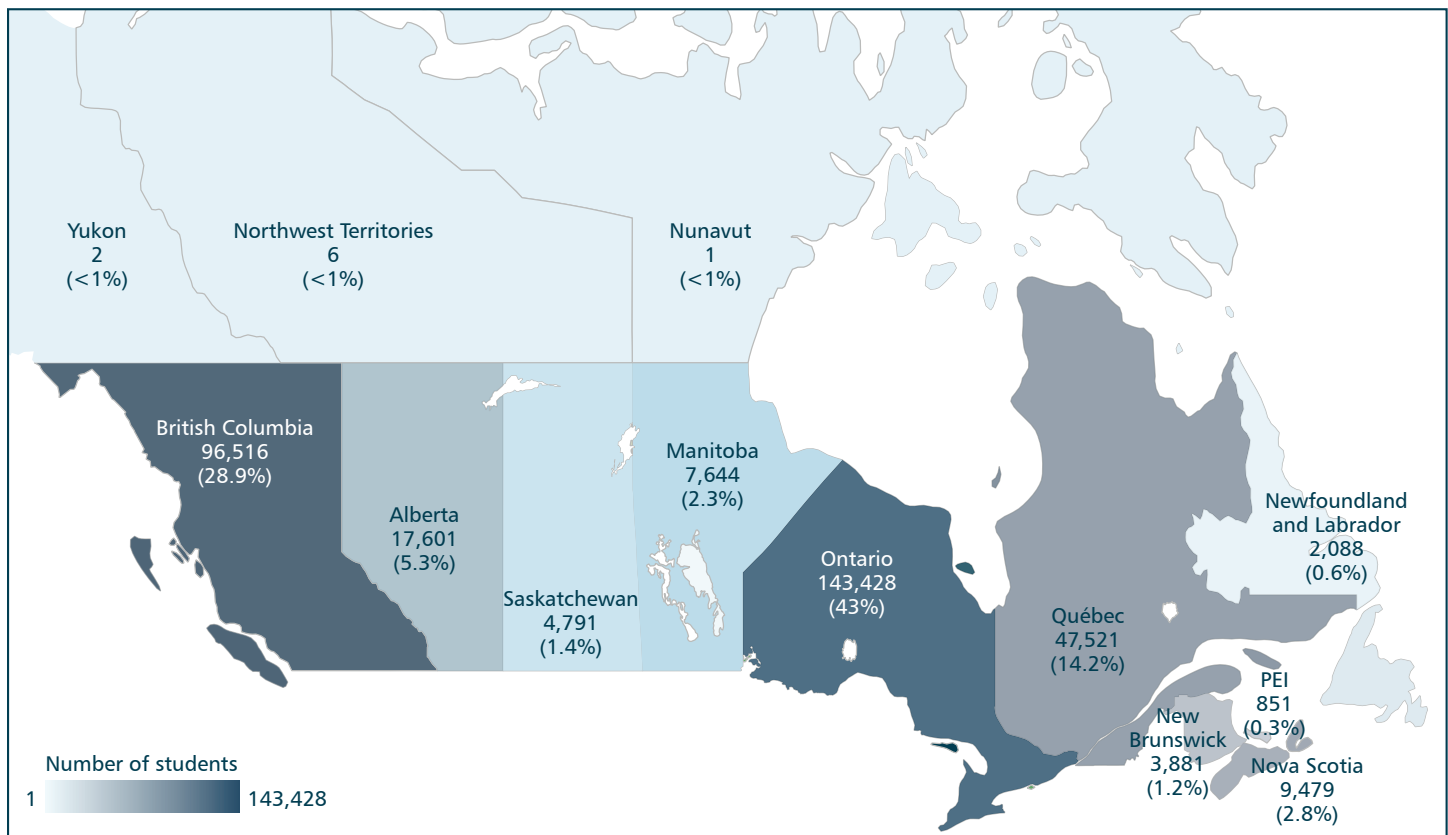 Yukon
2
(<1%)
Northwest Territories
6
(<1%)
Nunavut
1
(<1%)
British Columbia
96,516
(28.9%)
Alberta
17,601
(5.3%)
Saskatchewan
4,791
(1.4%)
Manitoba
7,644
(2.3%)
Ontario
143,428
(43%)
Québec
47,521
(14.2%)
Newfoundland
and Labrador
2,088
(0.6%)
PEI
851
(0.3%)
New
Brunswick
3,881
(1.2%)
Nova Scotia
9,479
(2.8%)
Number of students
1 143,428